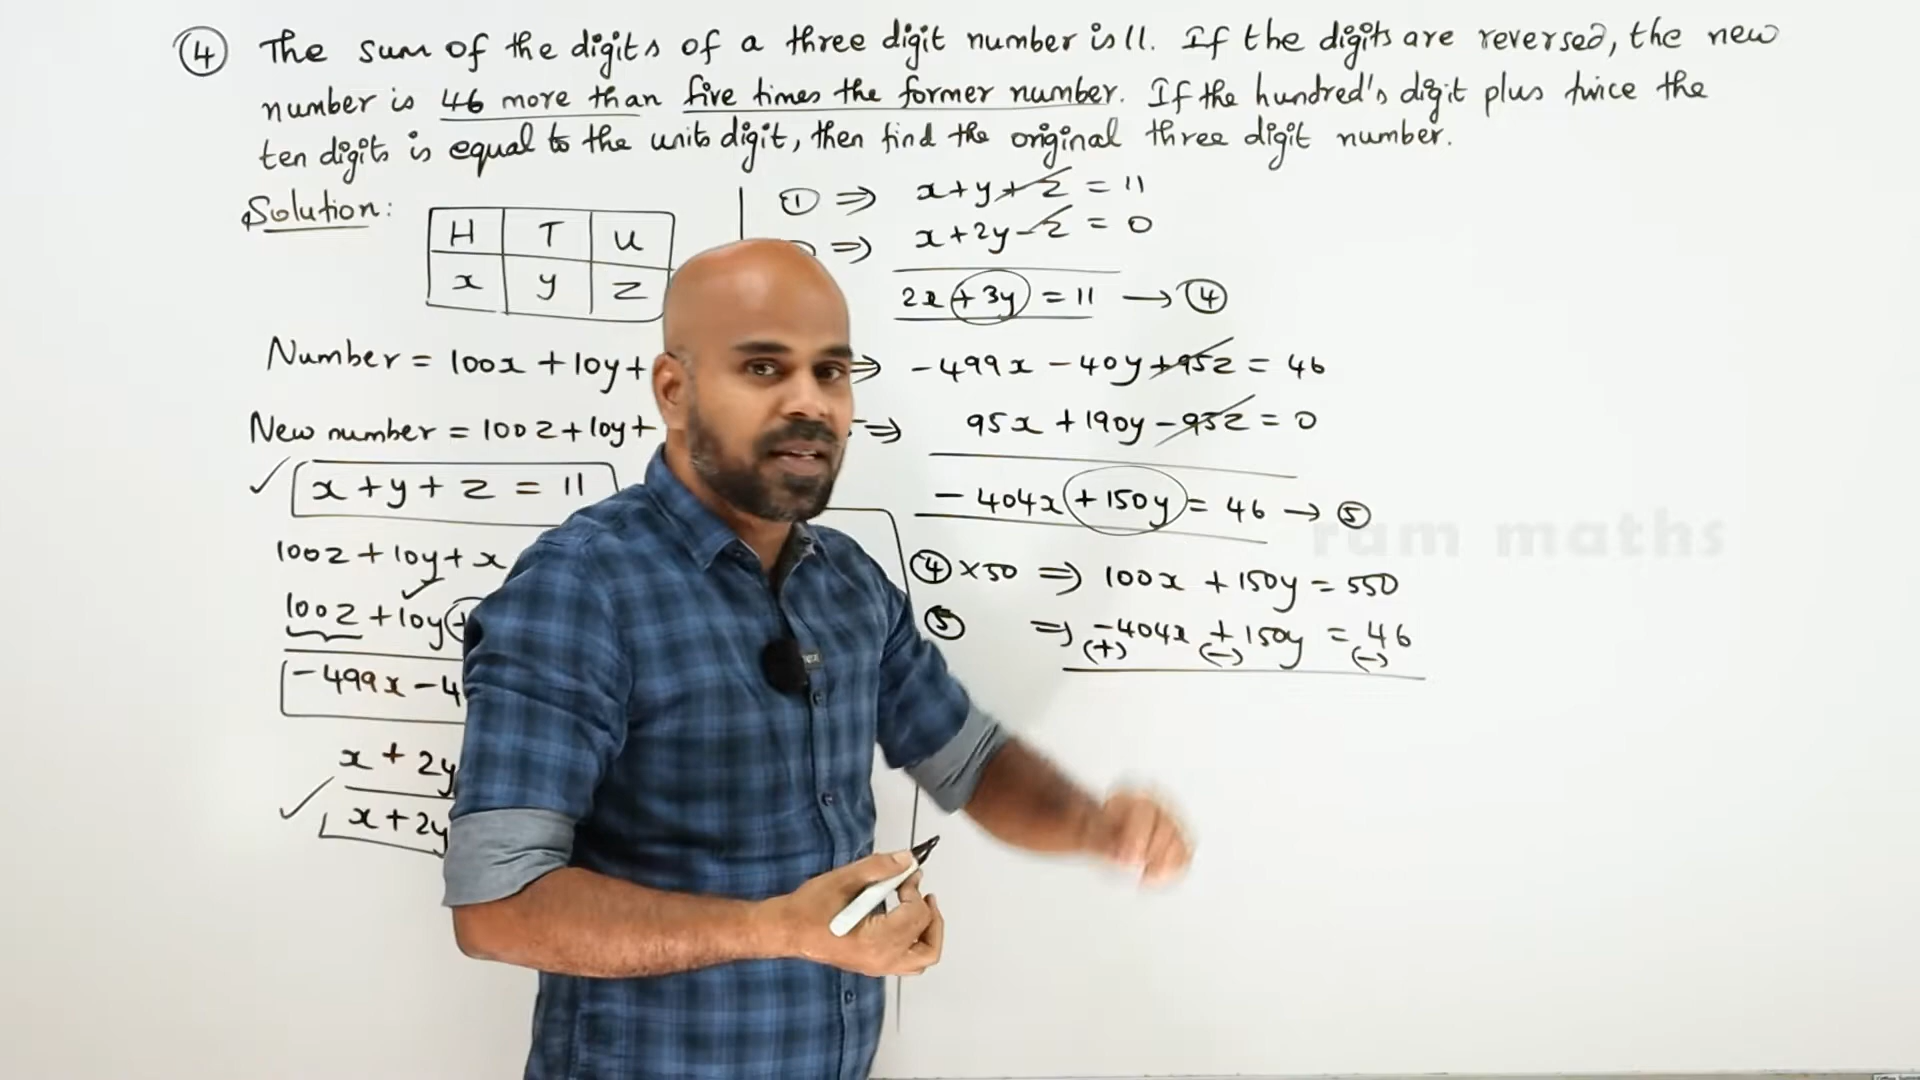 ④ The sum of the digits of a three digit number is 11. If the digits are reversed, the new
number is 46 more than five times the former number. If the hundred's digit plus twice the
ten digits is equal to the units digit, then find the original three digit number.
Solution:
H T U
x y z
Number = 100x + 10y +
New number = 100z + 10y +
✓ x + y + z = 11
100z + 10y + x
100z + 10y +
-499x - 4
x + 2y
✓ x + 2y
① ⇒ x + y + z = 11
⇒ x + 2y - z = 0
2x + 3y = 11 → ④
⇒ -499x - 40y + 95z = 46
⇒ 95x + 190y - 95z = 0
- 404x + 150y = 46 → ⑤
④ × 50 ⇒ 100x + 150y = 550
⑤ ⇒ -404x + 150y = 46
(+) (-) (-)
ram maths